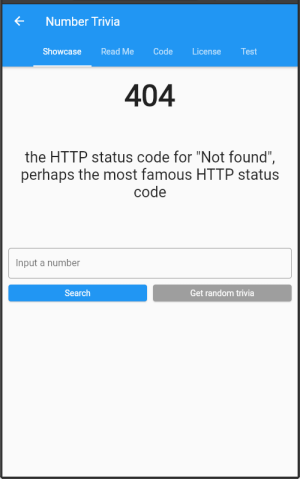 Number Trivia
Showcase Read Me Code License Test
404
the HTTP status code for "Not found",
perhaps the most famous HTTP status
code
Input a number
Search Get random trivia